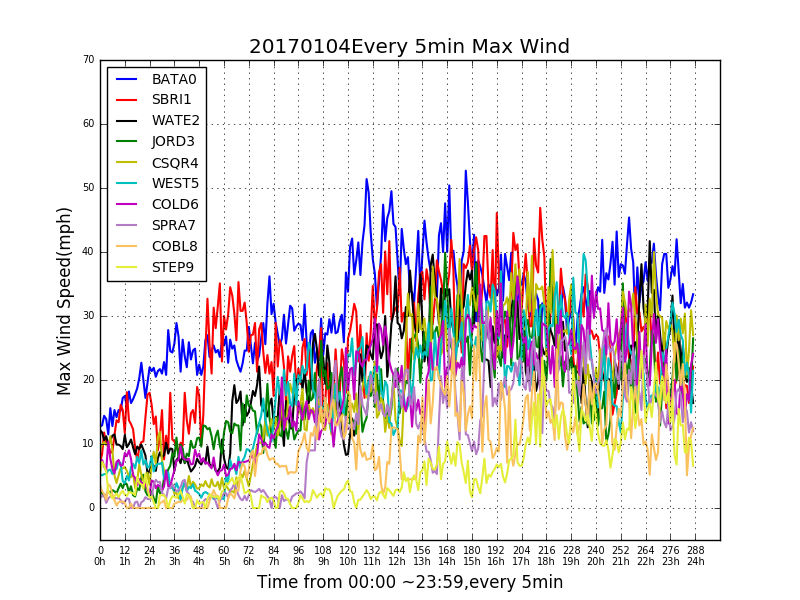 20170104Every 5min Max Wind
Max Wind Speed(mph)
70
60
50
40
30
20
10
0
BATA0
SBRI1
WATE2
JORD3
CSQR4
WEST5
COLD6
SPRA7
COBL8
STEP9
0 12 24 36 48 60 72 84 96 108 120 132 144 156 168 180 192 204 216 228 240 252 264 276 288
0h 1h 2h 3h 4h 5h 6h 7h 8h 9h 10h 11h 12h 13h 14h 15h 16h 17h 18h 19h 20h 21h 22h 23h 24h
Time from 00:00 ~23:59,every 5min